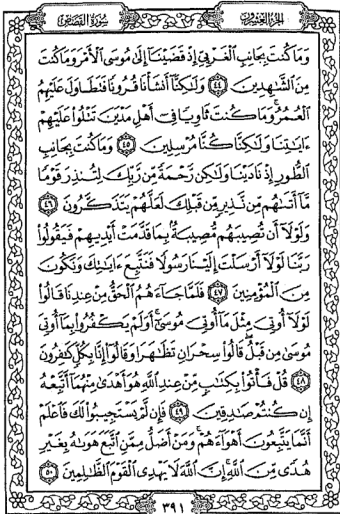 الجزء العشرون
سورة القصص
وَمَا كُنتَ بِجَانِبِ ٱلْغَرْبِىِّ إِذْ قَضَيْنَآ إِلَىٰ مُوسَى ٱلْأَمْرَ وَمَا كُنتَ
مِنَ ٱلشَّٰهِدِينَ ٤٤ وَلَٰكِنَّآ أَنشَأْنَا قُرُونًا فَتَطَاوَلَ عَلَيْهِمُ
ٱلْعُمُرُ ۚ وَمَا كُنتَ ثَاوِيًا فِىٓ أَهْلِ مَدْيَنَ تَتْلُوا۟ عَلَيْهِمْ
ءَايَٰتِنَا وَلَٰكِنَّا كُنَّا مُرْسِلِينَ ٤٥ وَمَا كُنتَ بِجَانِبِ
ٱلطُّورِ إِذْ نَادَيْنَا وَلَٰكِن رَّحْمَةً مِّن رَّبِّكَ لِتُنذِرَ قَوْمًا
مَّآ أَتَىٰهُم مِّن نَّذِيرٍ مِّن قَبْلِكَ لَعَلَّهُمْ يَتَذَكَّرُونَ ٤٦
وَلَوْلَآ أَن تُصِيبَهُم مُّصِيبَةٌۢ بِمَا قَدَّمَتْ أَيْدِيهِمْ فَيَقُولُوا۟
رَبَّنَا لَوْلَآ أَرْسَلْتَ إِلَيْنَا رَسُولًا فَنَتَّبِعَ ءَايَٰتِكَ وَنَكُونَ
مِنَ ٱلْمُؤْمِنِينَ ٤٧ فَلَمَّا جَآءَهُمُ ٱلْحَقُّ مِنْ عِندِنَا قَالُوا۟
لَوْلَآ أُوتِىَ مِثْلَ مَآ أُوتِىَ مُوسَىٰٓ ۚ أَوَلَمْ يَكْفُرُوا۟ بِمَآ أُوتِىَ
مُوسَىٰ مِن قَبْلُ ۖ قَالُوا۟ سِحْرَانِ تَظَٰهَرَا وَقَالُوٓا۟ إِنَّا بِكُلٍّ كَٰفِرُونَ
٤٨ قُلْ فَأْتُوا۟ بِكِتَٰبٍ مِّنْ عِندِ ٱللَّهِ هُوَ أَهْدَىٰ مِنْهُمَآ أَتَّبِعْهُ
إِن كُنتُمْ صَٰدِقِينَ ٤٩ فَإِن لَّمْ يَسْتَجِيبُوا۟ لَكَ فَٱعْلَمْ
أَنَّمَا يَتَّبِعُونَ أَهْوَآءَهُمْ ۚ وَمَنْ أَضَلُّ مِمَّنِ ٱتَّبَعَ هَوَىٰهُ بِغَيْرِ
هُدًى مِّنَ ٱللَّهِ ۚ إِنَّ ٱللَّهَ لَا يَهْدِى ٱلْقَوْمَ ٱلظَّٰلِمِينَ ٥٠
٣٩١